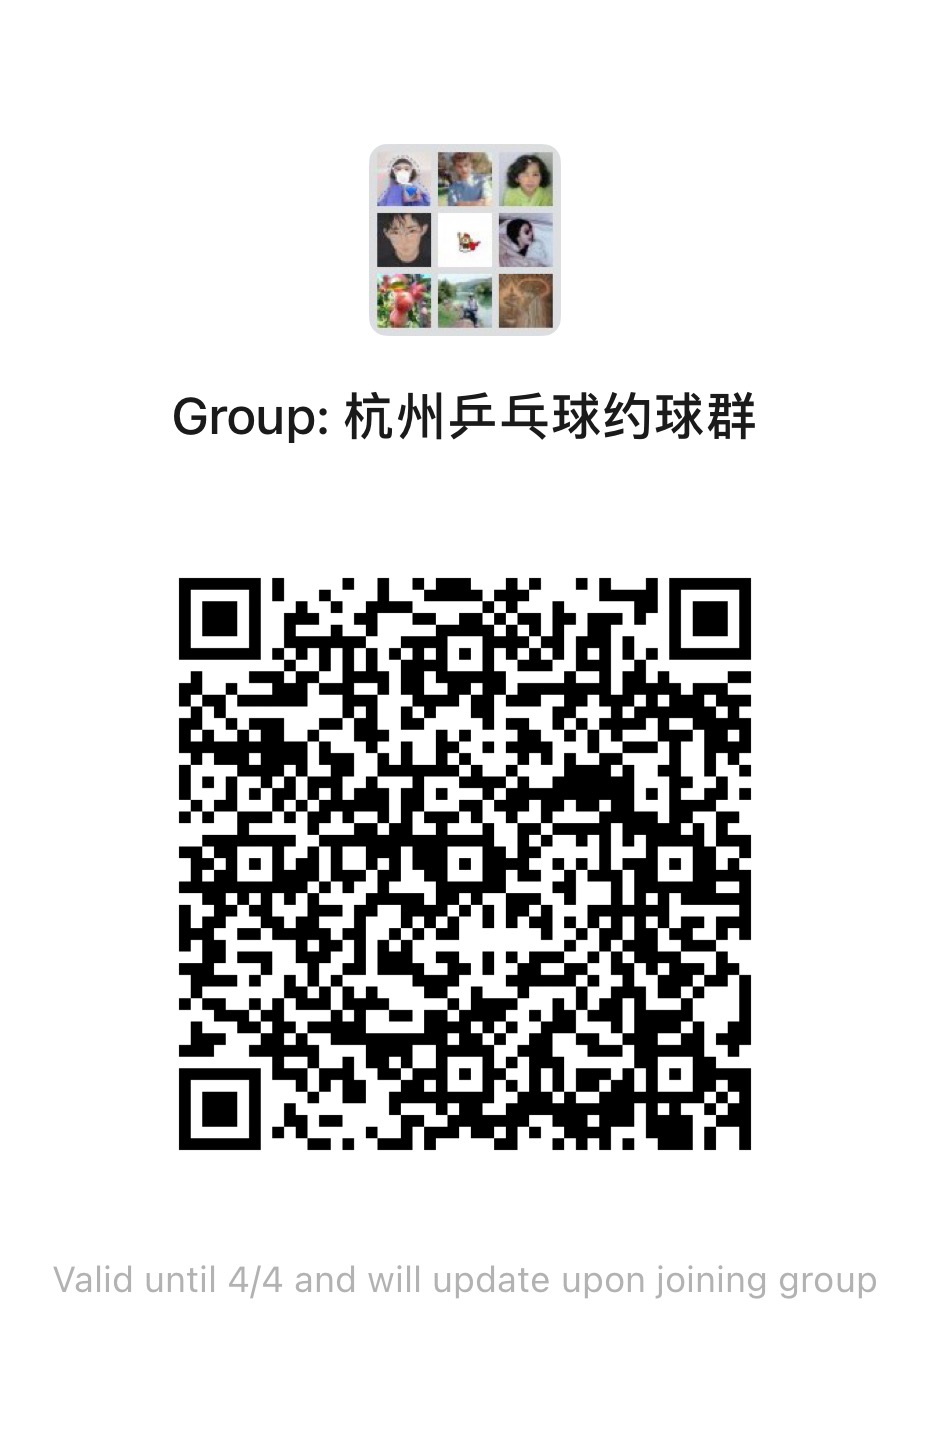 Group: 杭州乒乓球约球群
Valid until 4/4 and will update upon joining group